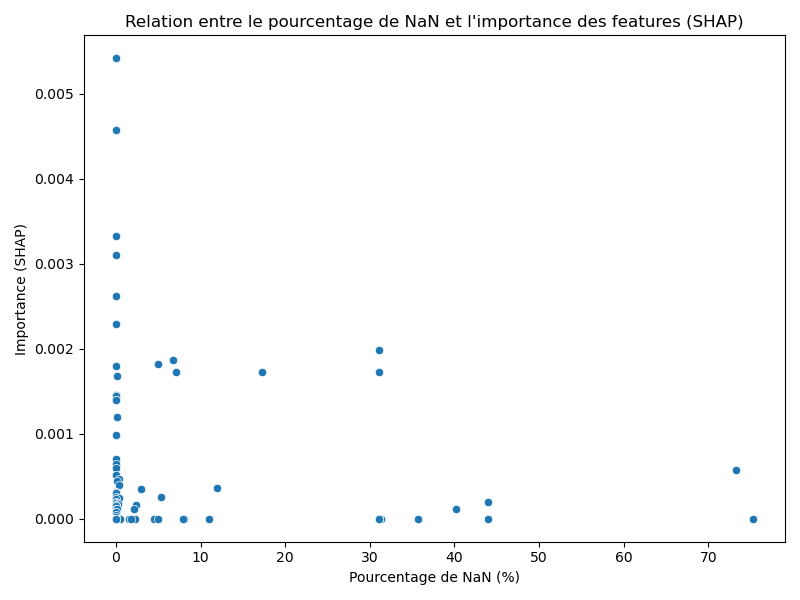 Relation entre le pourcentage de NaN et l'importance des features (SHAP)
0.005
0.004
0.003
0.002
0.001
0.000
Importance (SHAP)
0 10 20 30 40 50 60 70
Pourcentage de NaN (%)